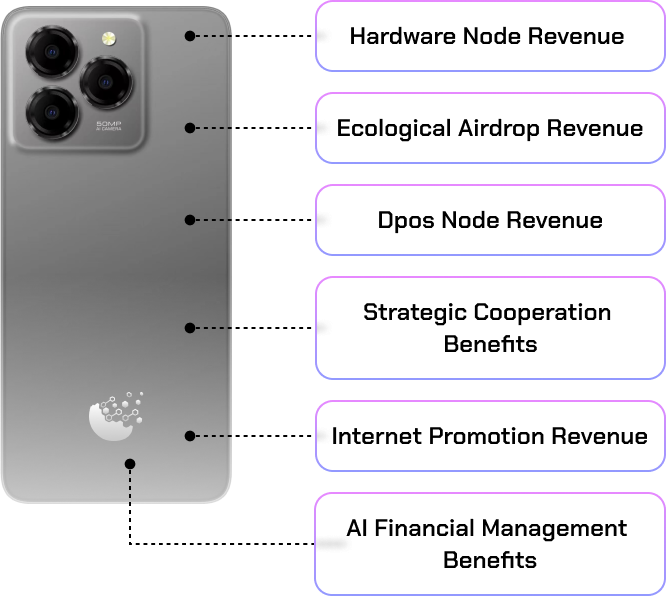 Hardware Node Revenue
50MP
AI CAMERA
Ecological Airdrop Revenue
Dpos Node Revenue
Strategic Cooperation
Benefits
Internet Promotion Revenue
AI Financial Management
Benefits